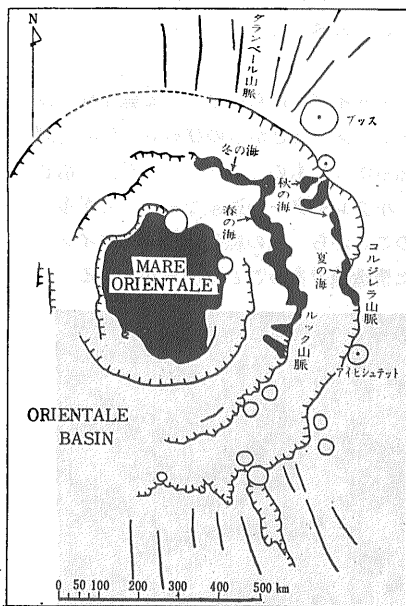 N
ダランベール山脈
プッス
冬の海
秋の海
春の海
MARE
ORIENTALE
夏の海
コルジレラ山脈
ルック山脈
アイヒシュテット
ORIENTALE
BASIN
0 50 100 200 300 400 500 km